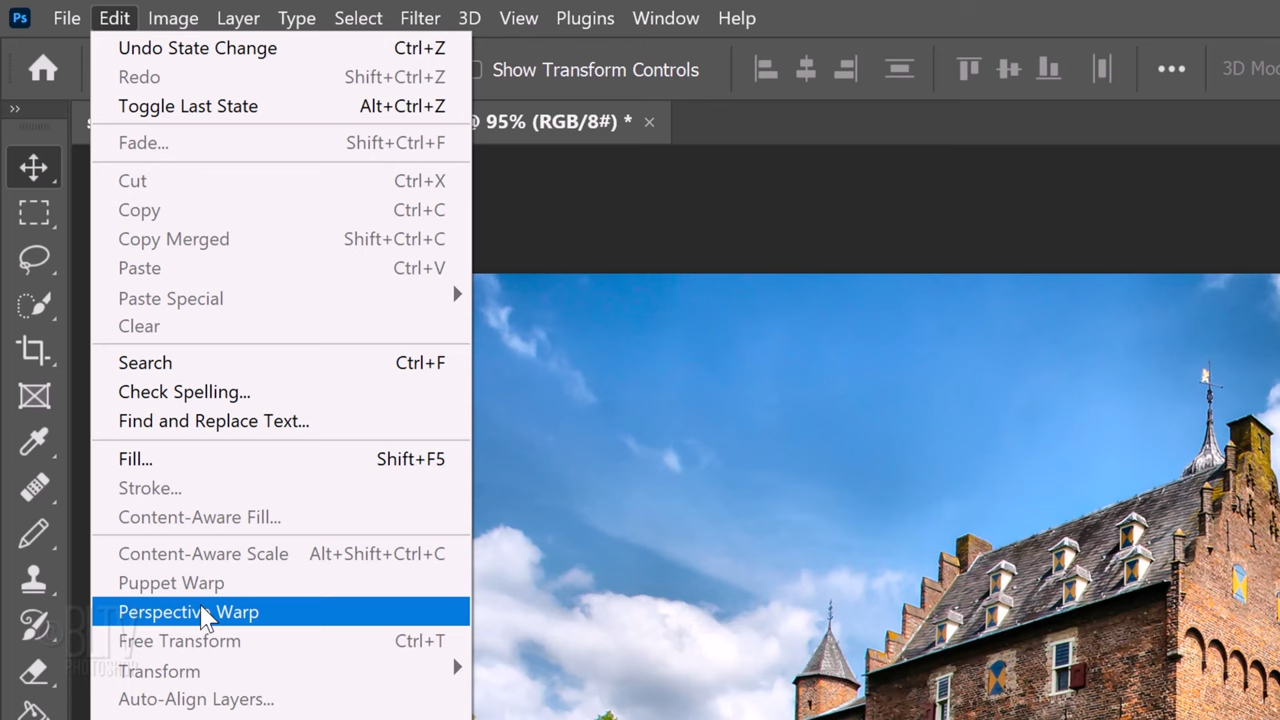 Ps File Edit Image Layer Type Select Filter 3D View Plugins Window Help
Show Transform Controls
@ 95% (RGB/8#) *
Undo State Change Ctrl+Z
Redo Shift+Ctrl+Z
Toggle Last State Alt+Ctrl+Z
Fade... Shift+Ctrl+F
Cut Ctrl+X
Copy Ctrl+C
Copy Merged Shift+Ctrl+C
Paste Ctrl+V
Paste Special
Clear
Search Ctrl+F
Check Spelling...
Find and Replace Text...
Fill... Shift+F5
Stroke...
Content-Aware Fill...
Content-Aware Scale Alt+Shift+Ctrl+C
Puppet Warp
Perspective Warp
Free Transform Ctrl+T
Transform
Auto-Align Layers...